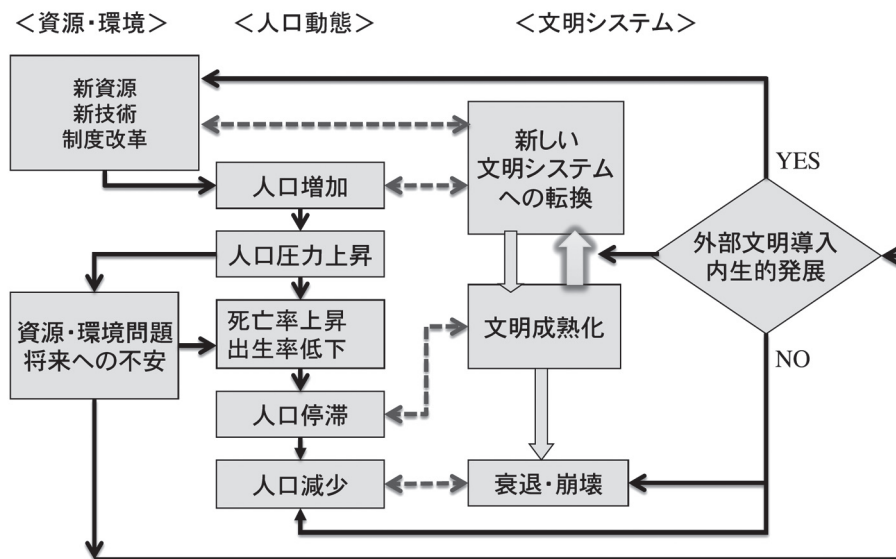 ＜資源・環境＞
＜人口動態＞
＜文明システム＞
新資源
新技術
制度改革
新しい
文明システム
への転換
YES
人口増加
外部文明導入
内生的発展
人口圧力上昇
資源・環境問題
将来への不安
死亡率上昇
出生率低下
文明成熟化
NO
人口停滞
人口減少
衰退・崩壊